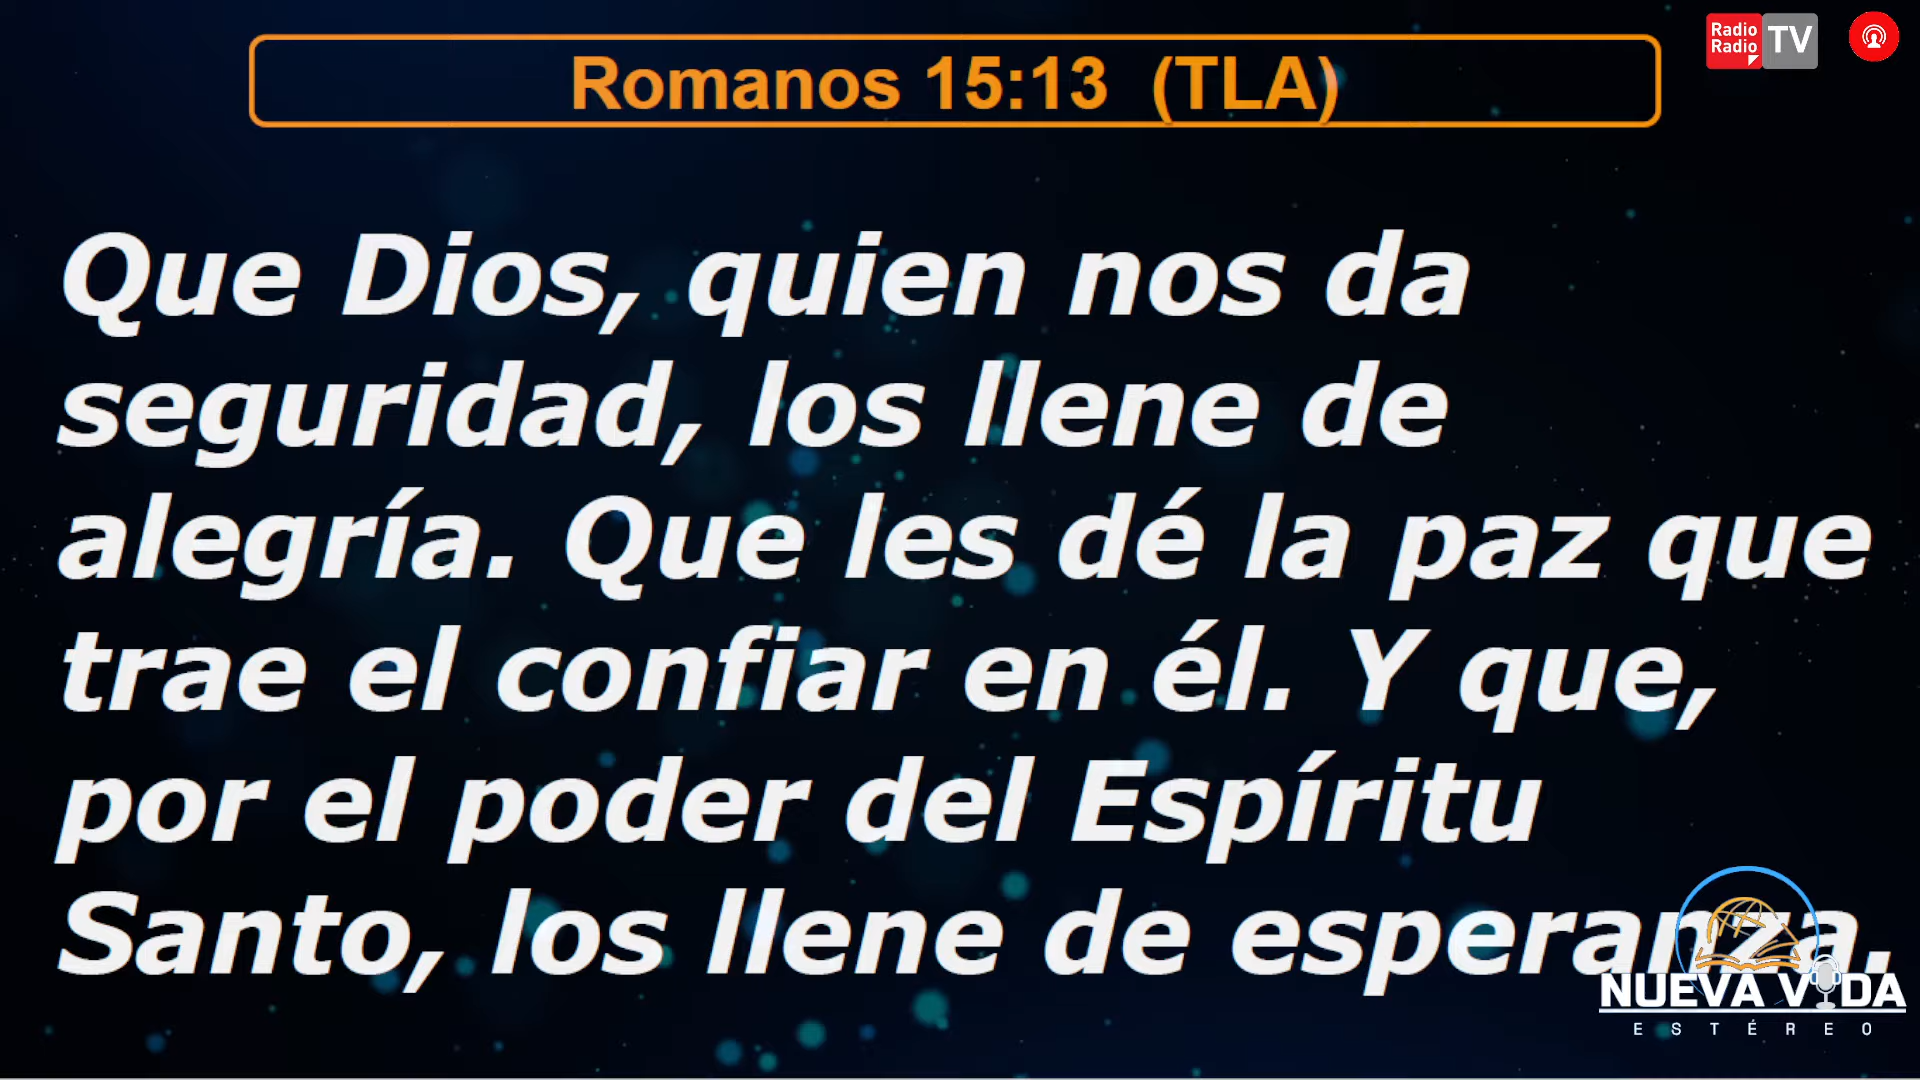 Romanos 15:13 (TLA)
Radio
Radio
TV
Que Dios, quien nos da
seguridad, los llene de
alegría. Que les dé la paz que
trae el confiar en él. Y que,
por el poder del Espíritu
Santo, los llene de esperanza.
NUEVA VIDA
ESTÉREO